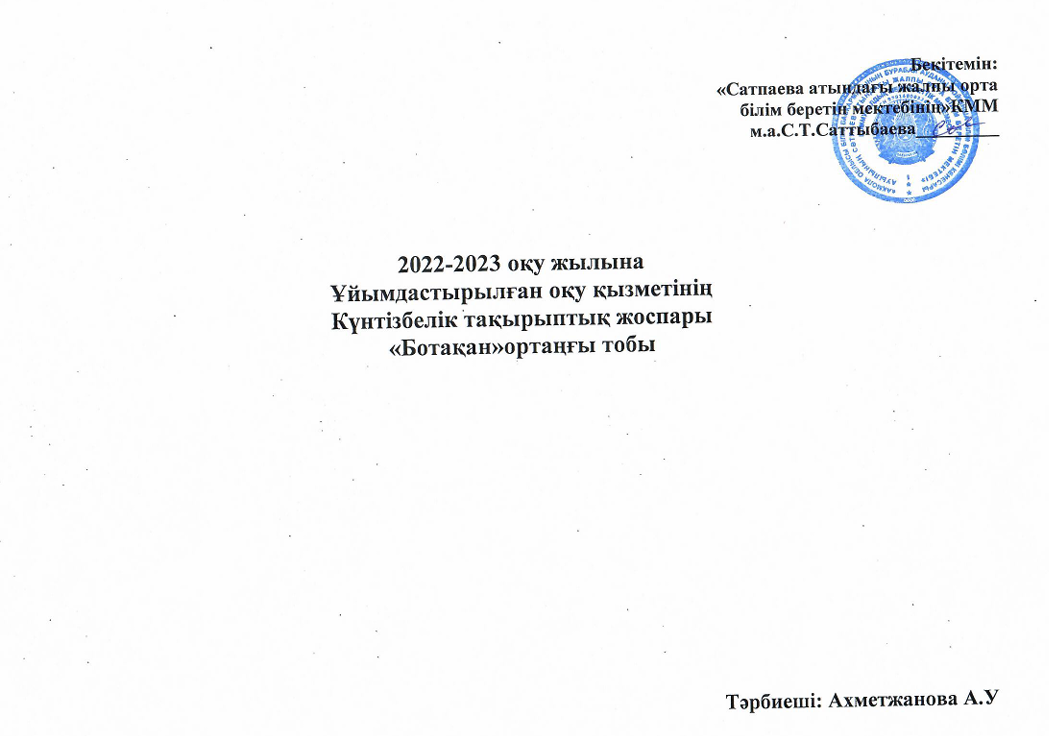 Бекітемін:
«Сатпаева атындағы жалпы орта
білім беретін мектебінің»КММ
м.а.С.Т.Саттыбаева_________
2022-2023 оқу жылына
Ұйымдастырылған оқу қызметінің
Күнтізбелік тақырыптық жоспары
«Ботақан»ортаңғы тобы
Тәрбиеші: Ахметжанова А.У